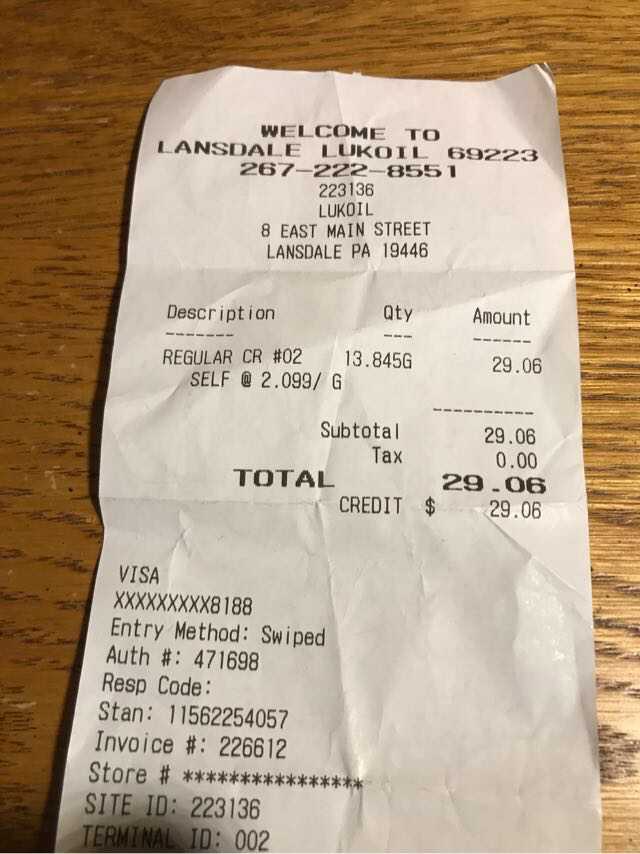 WELCOME TO
LANSDALE LUKOIL 69223
267-222-8551
223136
LUKOIL
8 EAST MAIN STREET
LANSDALE PA 19446
Description Qty Amount
------- --- ------
REGULAR CR #02 13.845G 29.06
SELF @ 2.099/ G
----------
Subtotal 29.06
Tax 0.00
TOTAL 29.06
CREDIT $ 29.06
VISA
XXXXXXXXX8188
Entry Method: Swiped
Auth #: 471698
Resp Code:
Stan: 11562254057
Invoice #: 226612
Store # ****************
SITE ID: 223136
TERMINAL ID: 002